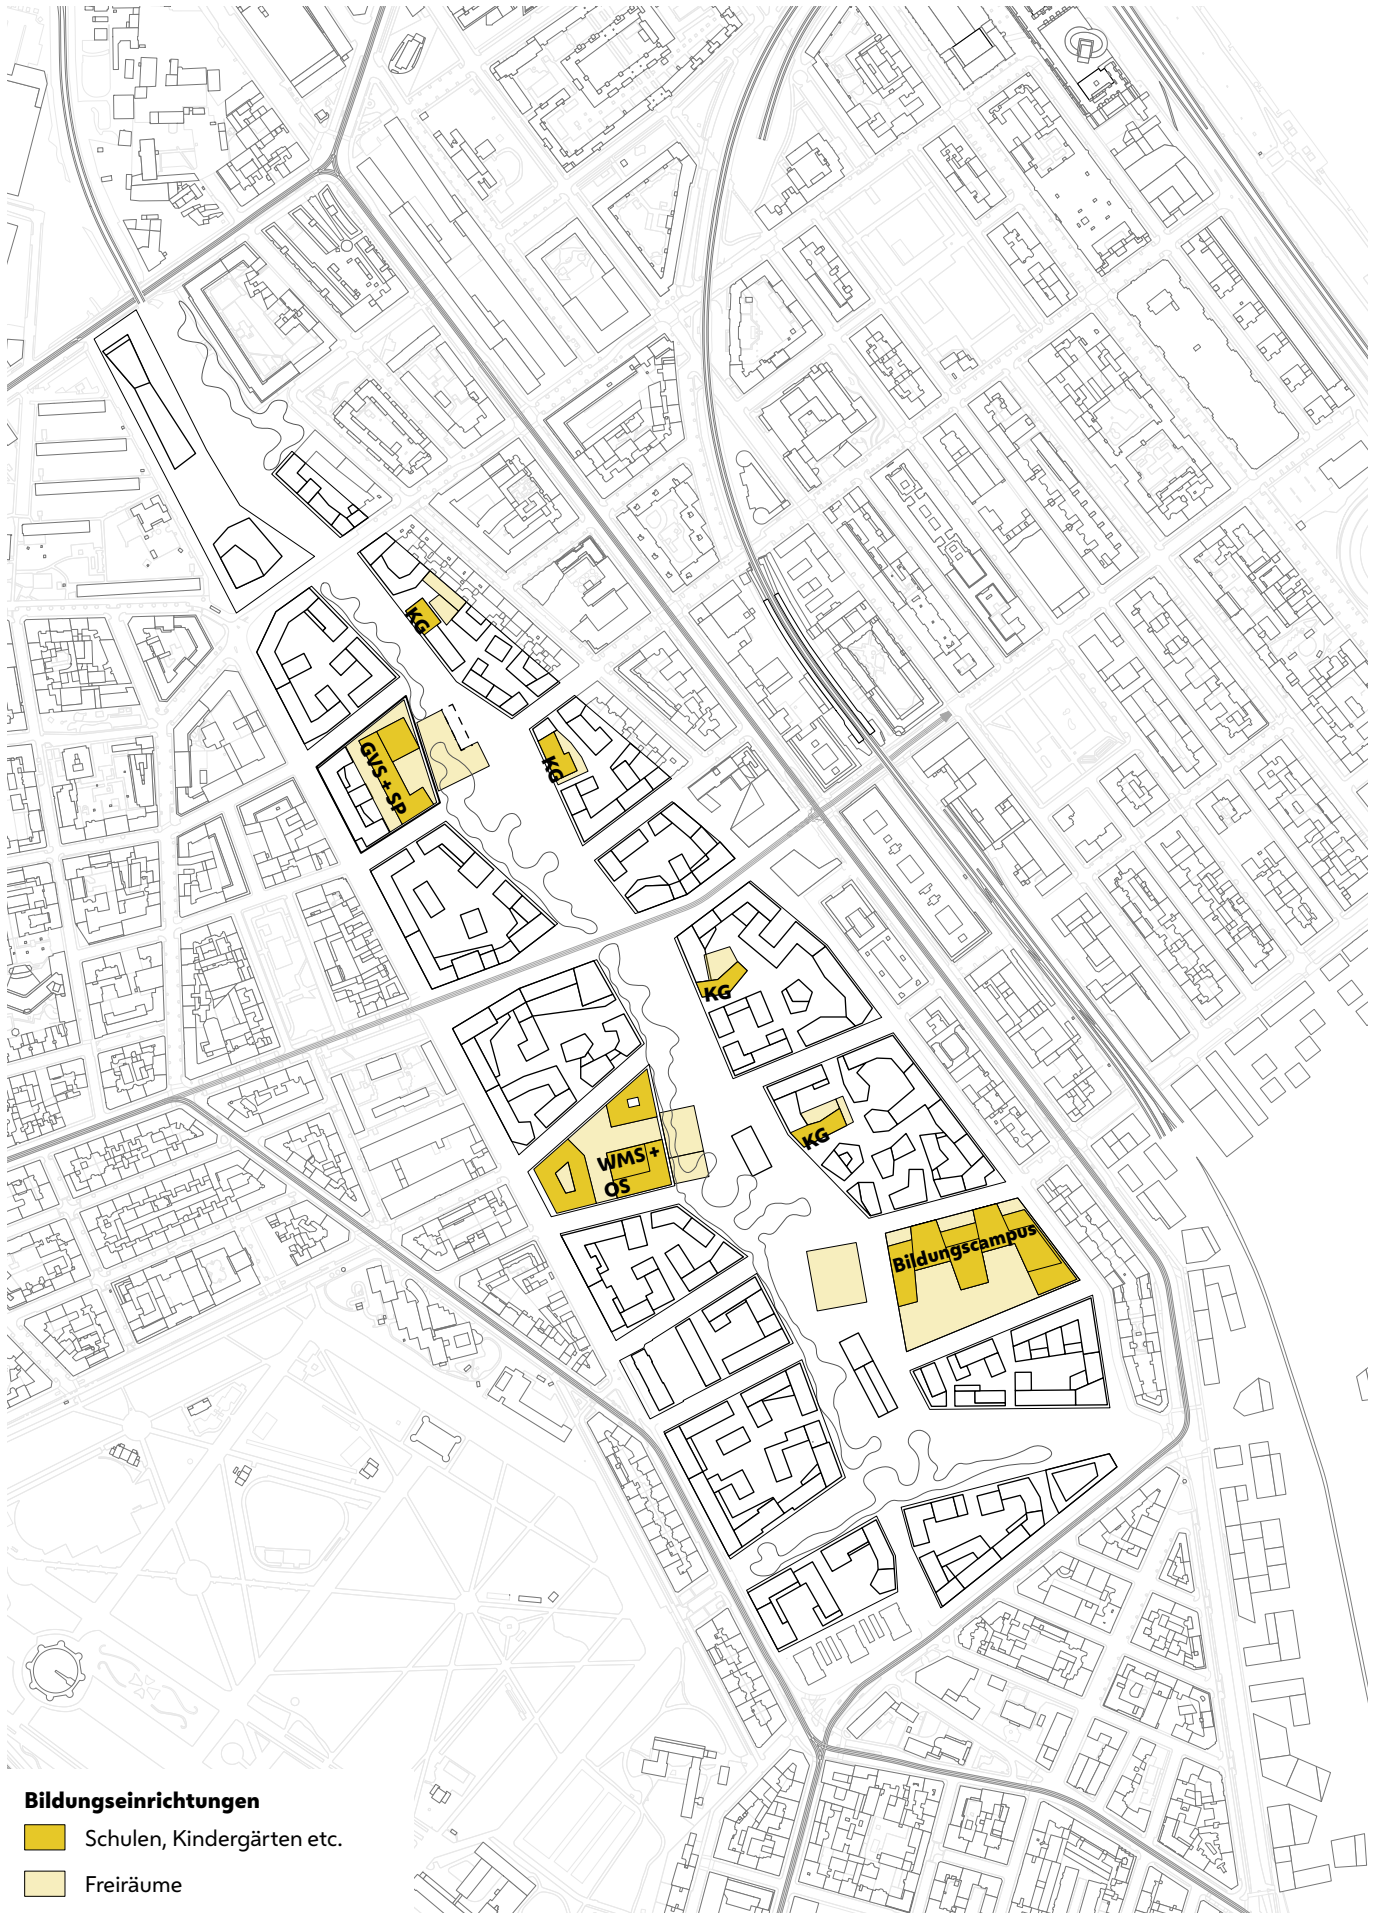 KG
GVS + SP
KG
KG
KG
WMS +
OS
Bildungscampus
Bildungseinrichtungen
Schulen, Kindergärten etc.
Freiräume